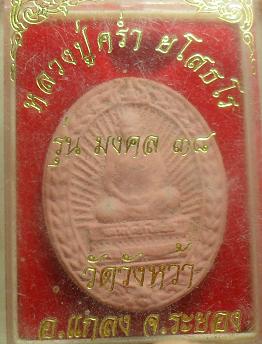 หลวงปู่คร่ำ ยโสธโร
รุ่น มงคล ๓๘
วัดวังหว้า
อ.แกลง จ.ระยอง